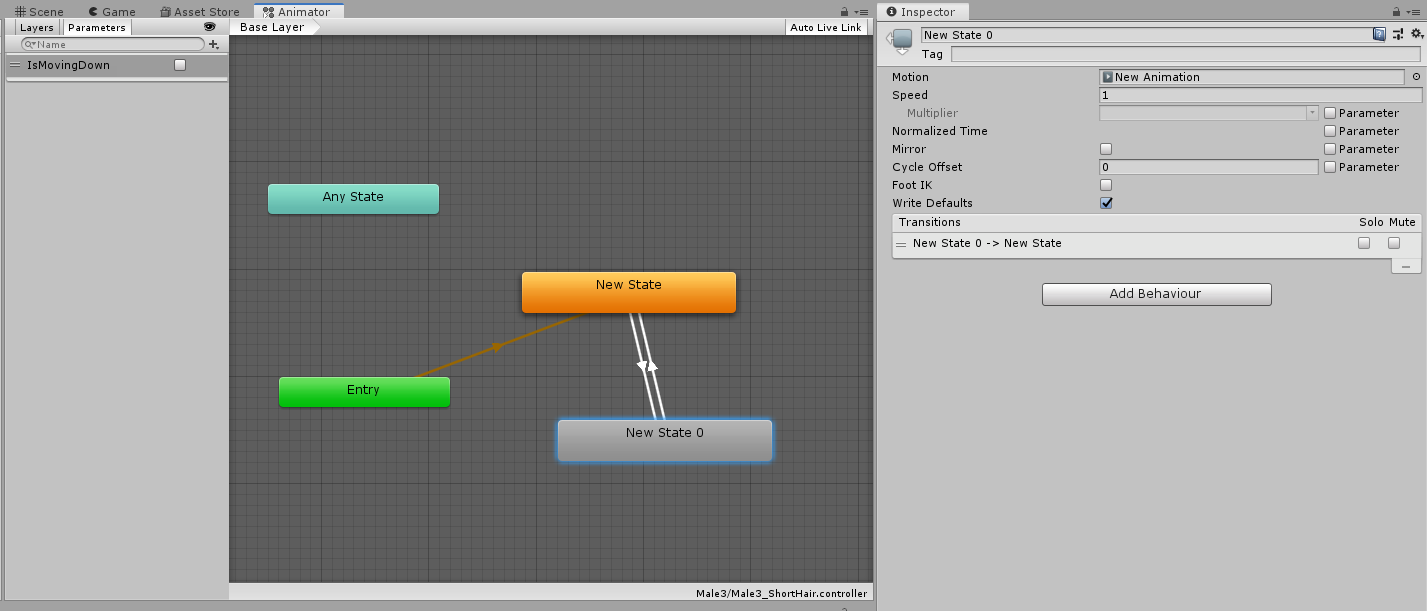 Scene Game Asset Store Animator
Layers Parameters
Name
IsMovingDown
Base Layer Auto Live Link
Any State
New State
Entry
New State 0
Male3/Male3_ShortHair.controller
Inspector
New State 0
Tag
Motion New Animation
Speed 1
Multiplier Parameter
Normalized Time Parameter
Mirror Parameter
Cycle Offset 0 Parameter
Foot IK
Write Defaults
Transitions Solo Mute
New State 0 -> New State
Add Behaviour